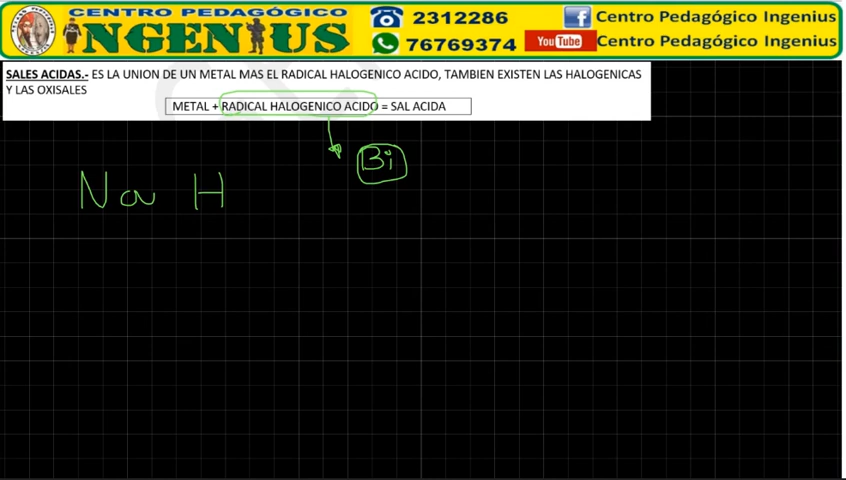 CENTRO PEDAGÓGICO
INGENIUS
2312286
76769374
Centro Pedagógico Ingenius
You Tube Centro Pedagógico Ingenius
SALES ACIDAS.- ES LA UNION DE UN METAL MAS EL RADICAL HALOGENICO ACIDO, TAMBIEN EXISTEN LAS HALOGENICAS
Y LAS OXISALES
METAL + RADICAL HALOGENICO ACIDO = SAL ACIDA
Bi
Na H